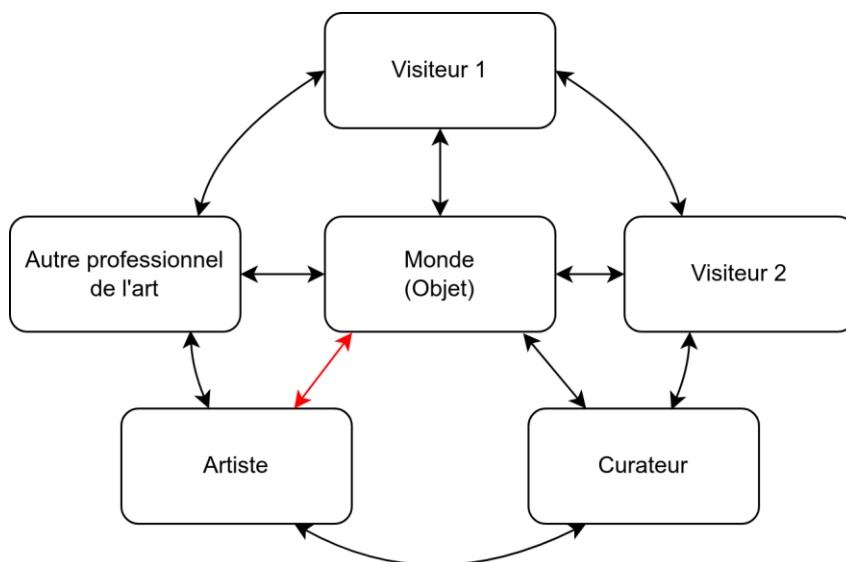 Visiteur 1
Autre professionnel
de l'art
Monde
(Objet)
Visiteur 2
Artiste
Curateur